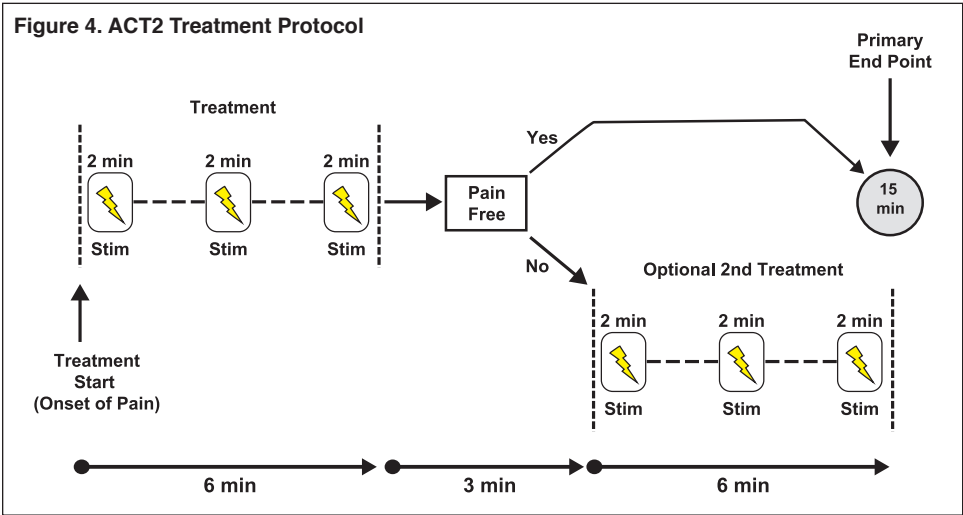 Figure 4. ACT2 Treatment Protocol
Primary
End Point
Treatment
Yes
2 min
2 min
2 min
Pain
Free
15
min
Stim
Stim
Stim
No
Optional 2nd Treatment
2 min
2 min
2 min
Treatment
Start
(Onset of Pain)
Stim
Stim
Stim
6 min
3 min
6 min